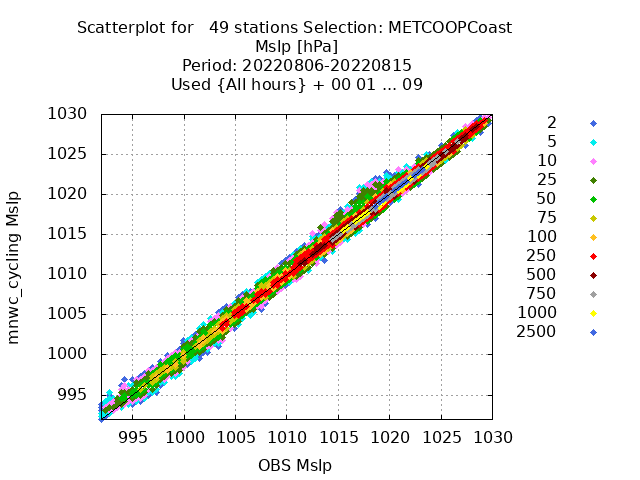 Scatterplot for   49 stations Selection: METCOOPCoast
Mslp [hPa]
Period: 20220806-20220815
Used {All hours} + 00 01 ... 09
mnwc_cycling Mslp
1030
1025
1020
1015
1010
1005
1000
995
995 1000 1005 1010 1015 1020 1025 1030
OBS Mslp
2
5
10
25
50
75
100
250
500
750
1000
2500